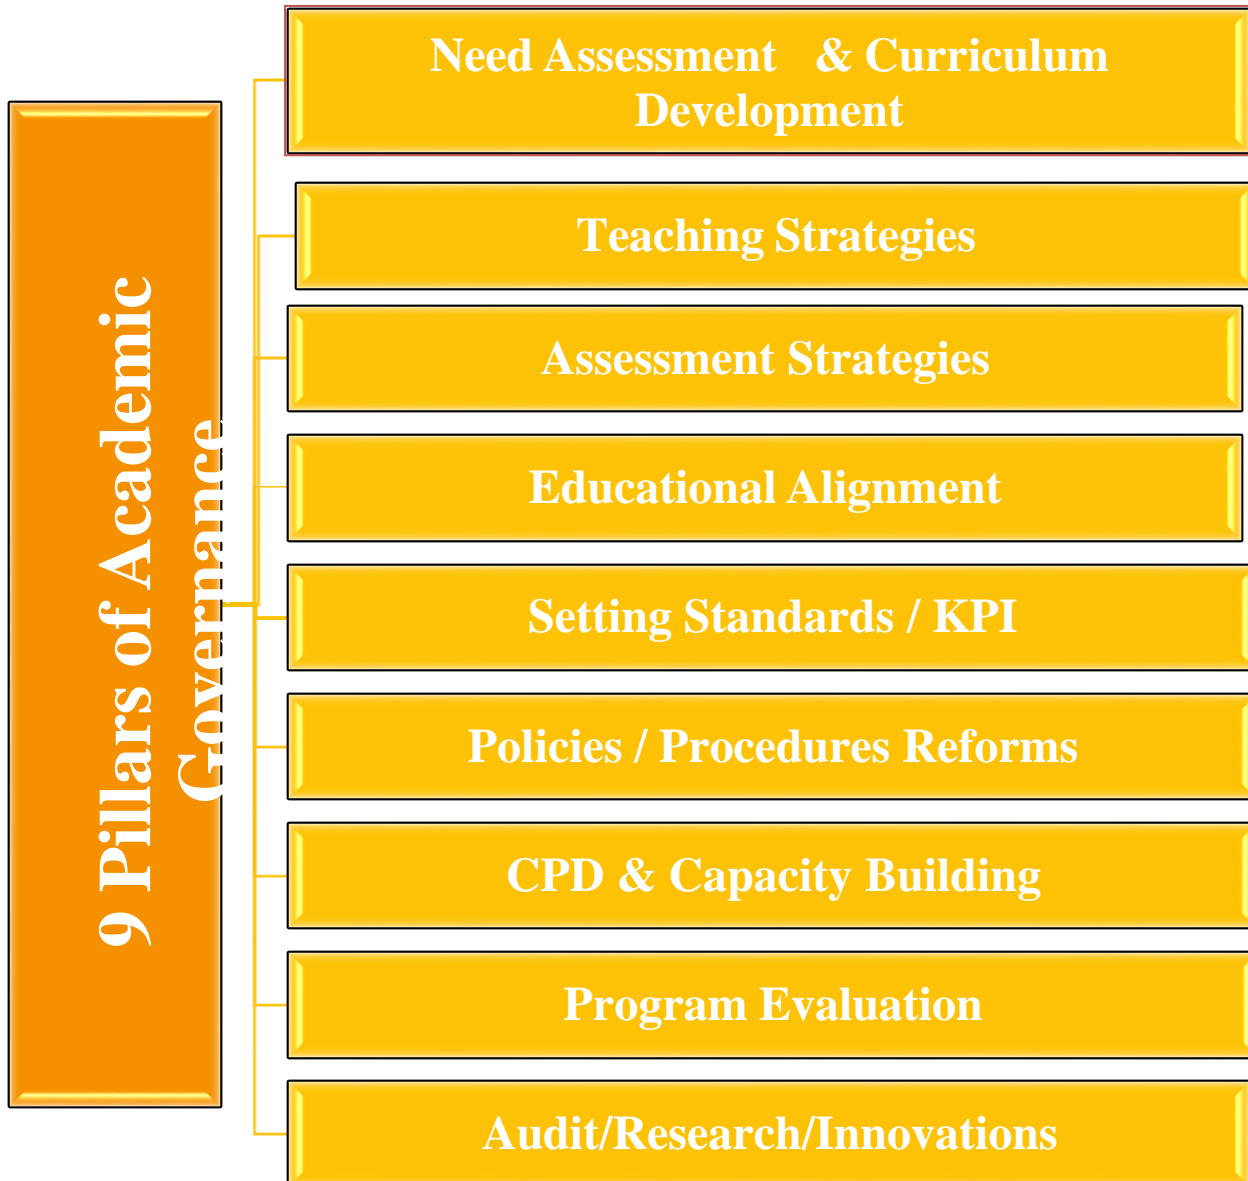 9 Pillars of Academic
Governance
Need Assessment & Curriculum
Development
Teaching Strategies
Assessment Strategies
Educational Alignment
Setting Standards / KPI
Policies / Procedures Reforms
CPD & Capacity Building
Program Evaluation
Audit/Research/Innovations